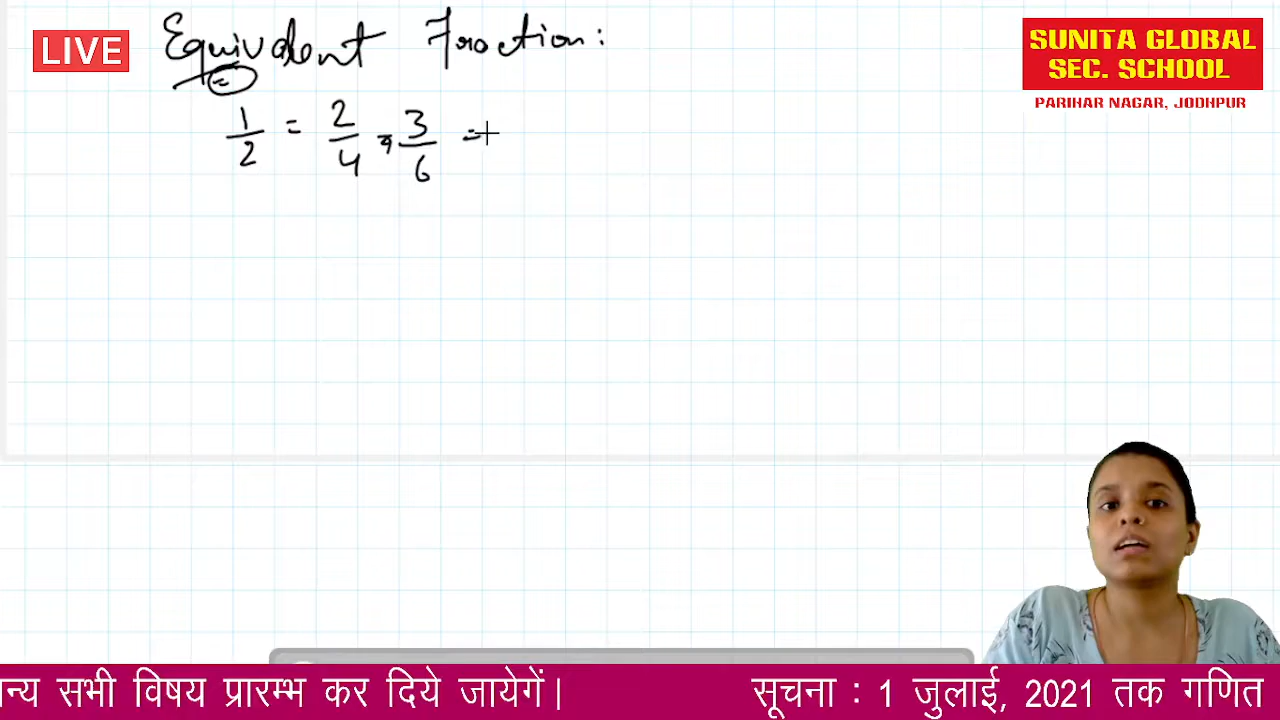 LIVE
Equivalent Fraction:
=
1/2 = 2/4 = 3/6 =
SUNITA GLOBAL
SEC. SCHOOL
PARIHAR NAGAR, JODHPUR
न्य सभी विषय प्रारम्भ कर दिये जायेगें। सूचना : 1 जुलाई, 2021 तक गणित